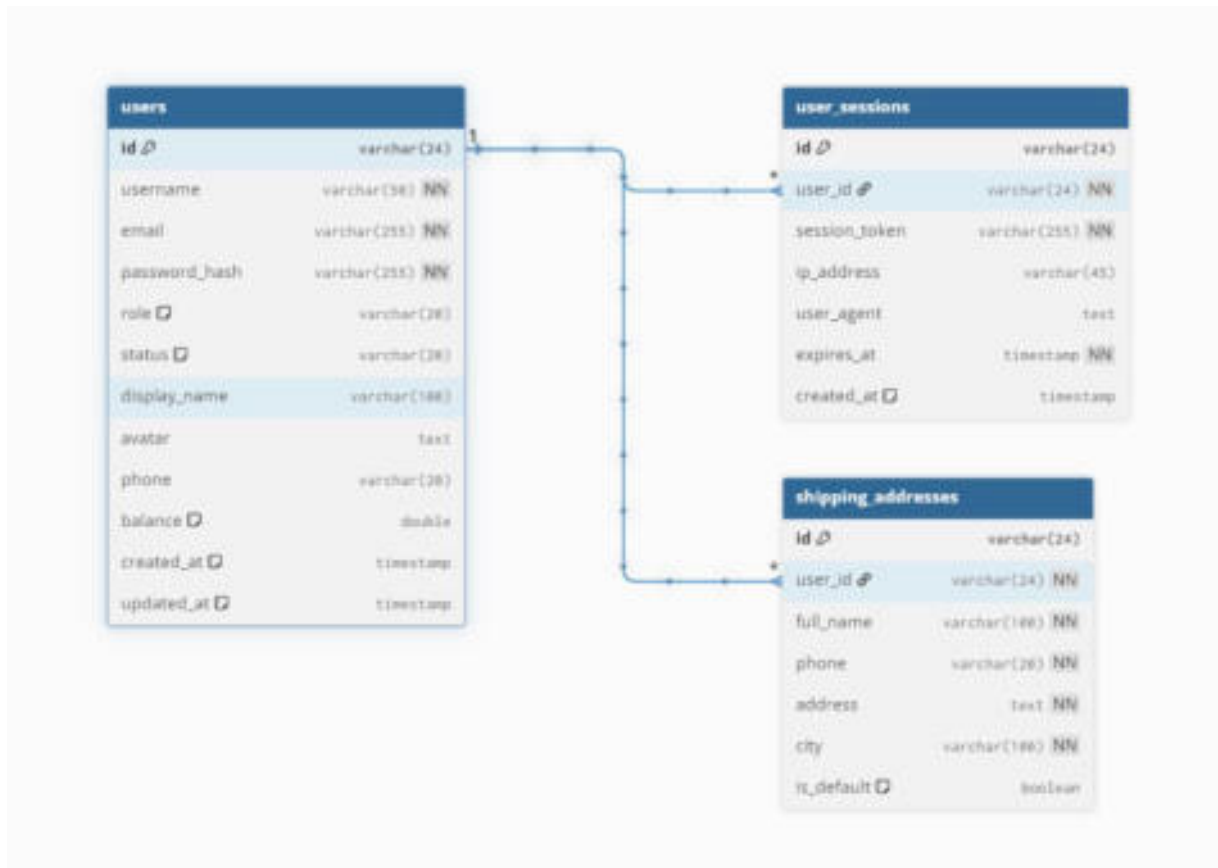 users
id varchar(24)
username varchar(50) NN
email varchar(255) NN
password_hash varchar(255) NN
role varchar(20)
status varchar(20)
display_name varchar(100)
avatar text
phone varchar(20)
balance double
created_at timestamp
updated_at timestamp
1
*
user_sessions
id varchar(24)
user_id varchar(24) NN
session_token varchar(255) NN
ip_address varchar(45)
user_agent text
expires_at timestamp NN
created_at timestamp
*
shipping_addresses
id varchar(24)
user_id varchar(24) NN
full_name varchar(100) NN
phone varchar(20) NN
address text NN
city varchar(100) NN
is_default boolean